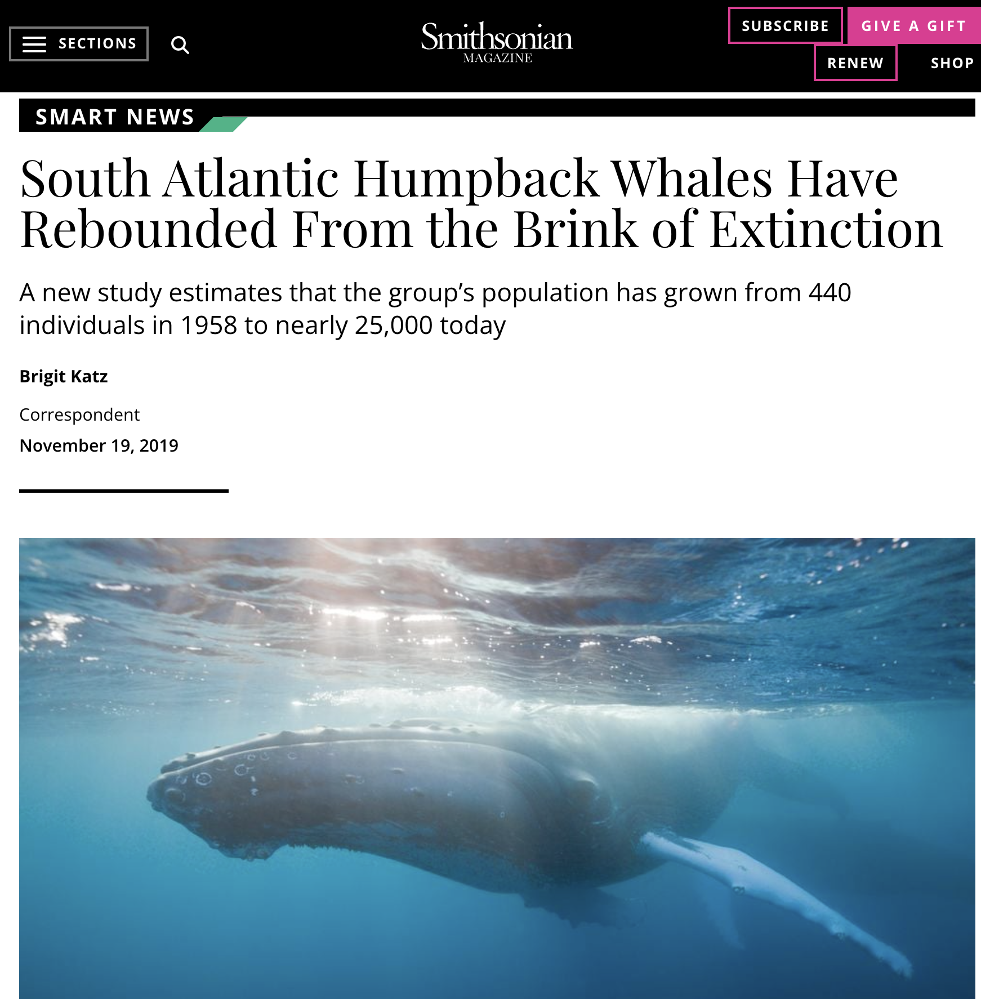 SECTIONS
Smithsonian
MAGAZINE
SUBSCRIBE
GIVE A GIFT
RENEW
SHOP
SMART NEWS
South Atlantic Humpback Whales Have
Rebounded From the Brink of Extinction
A new study estimates that the group’s population has grown from 440
individuals in 1958 to nearly 25,000 today
Brigit Katz
Correspondent
November 19, 2019